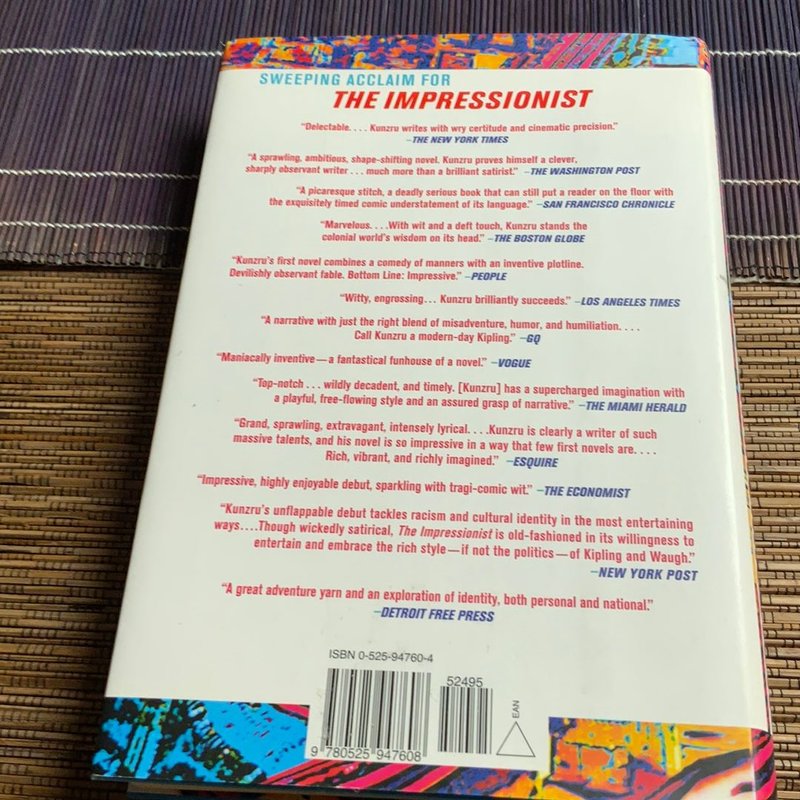 SWEEPING ACCLAIM FOR
THE IMPRESSIONIST
“Delectable. . . . Kunzru writes with wry certitude and cinematic precision.”
–THE NEW YORK TIMES
“A sprawling, ambitious, shape-shifting novel. Kunzru proves himself a clever,
sharply observant writer . . . much more than a brilliant satirist.” –THE WASHINGTON POST
“A picaresque stitch, a deadly serious book that can still put a reader on the floor with
the exquisitely timed comic understatement of its language.” –SAN FRANCISCO CHRONICLE
“Marvelous. . . .With wit and a deft touch, Kunzru stands the
colonial world’s wisdom on its head.” –THE BOSTON GLOBE
“Kunzru’s first novel combines a comedy of manners with an inventive plotline.
Devilishly observant fable. Bottom Line: Impressive.” –PEOPLE
“Witty, engrossing. . . Kunzru brilliantly succeeds.” –LOS ANGELES TIMES
“A narrative with just the right blend of misadventure, humor, and humiliation. . . .
Call Kunzru a modern-day Kipling.” –GQ
“Maniacally inventive—a fantastical funhouse of a novel.” –VOGUE
“Top-notch . . . wildly decadent, and timely. [Kunzru] has a supercharged imagination with
a playful, free-flowing style and an assured grasp of narrative.” –THE MIAMI HERALD
“Grand, sprawling, extravagant, intensely lyrical. . . .Kunzru is clearly a writer of such
massive talents, and his novel is so impressive in a way that few first novels are. . . .
Rich, vibrant, and richly imagined.” –ESQUIRE
“Impressive, highly enjoyable debut, sparkling with tragi-comic wit.” –THE ECONOMIST
“Kunzru’s unflappable debut tackles racism and cultural identity in the most entertaining
ways. . . .Though wickedly satirical, The Impressionist is old-fashioned in its willingness to
entertain and embrace the rich style—if not the politics—of Kipling and Waugh.”
–NEW YORK POST
“A great adventure yarn and an exploration of identity, both personal and national.”
–DETROIT FREE PRESS
ISBN 0-525-94760-4
52495
EAN
9 780525 947608